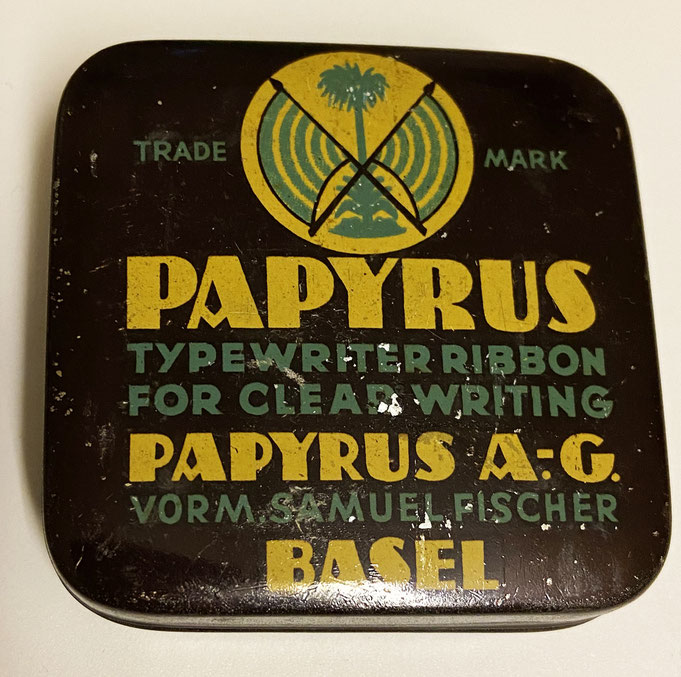 TRADE MARK
PAPYRUS
TYPEWRITER RIBBON
FOR CLEAR WRITING
PAPYRUS A.-G.
VORM. SAMUEL FISCHER
BASEL